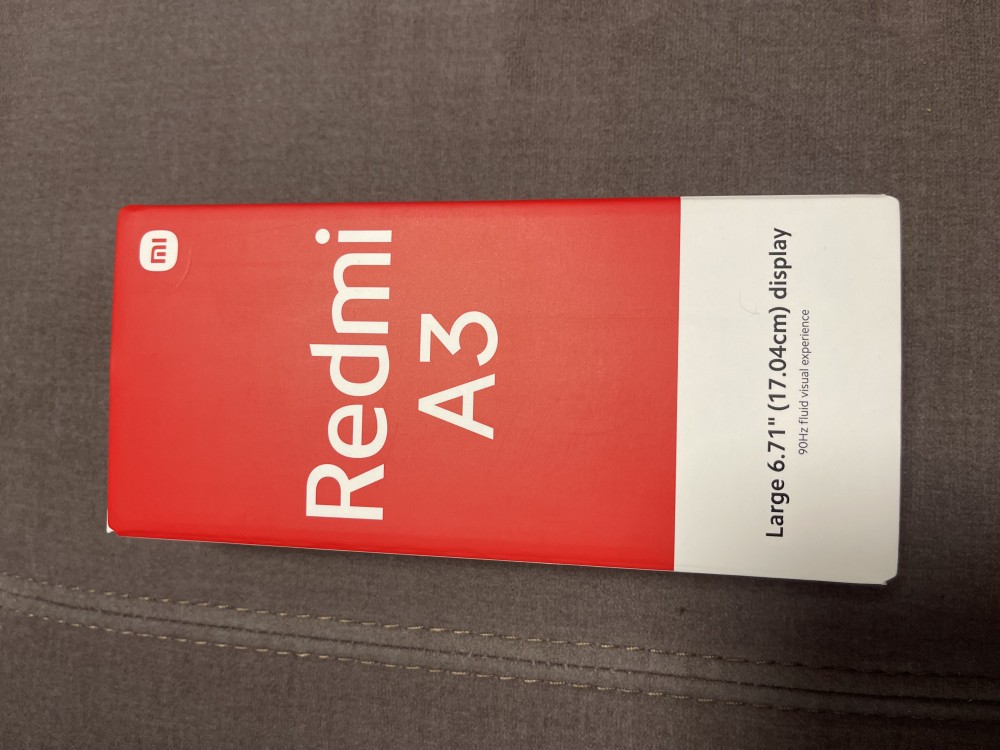 mi
Redmi
A3
Large 6.71" (17.04cm) display
90Hz fluid visual experience